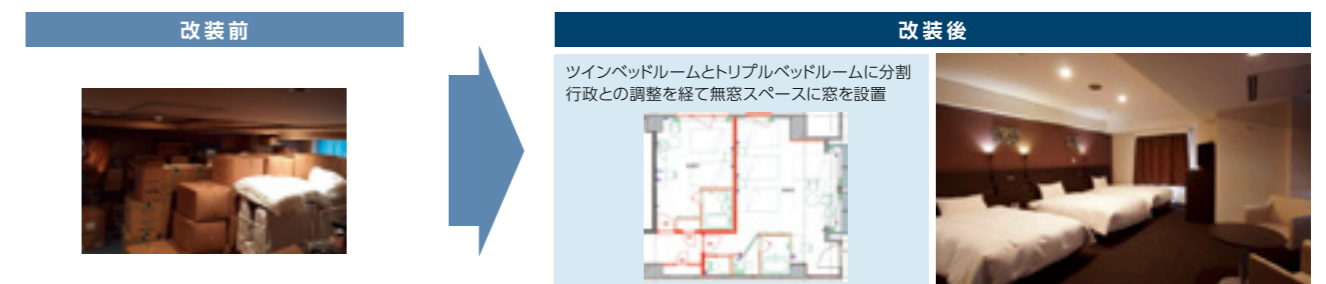 改装前
改装後
ツインベッドルームとトリプルベッドルームに分割
行政との調整を経て無窓スペースに窓を設置